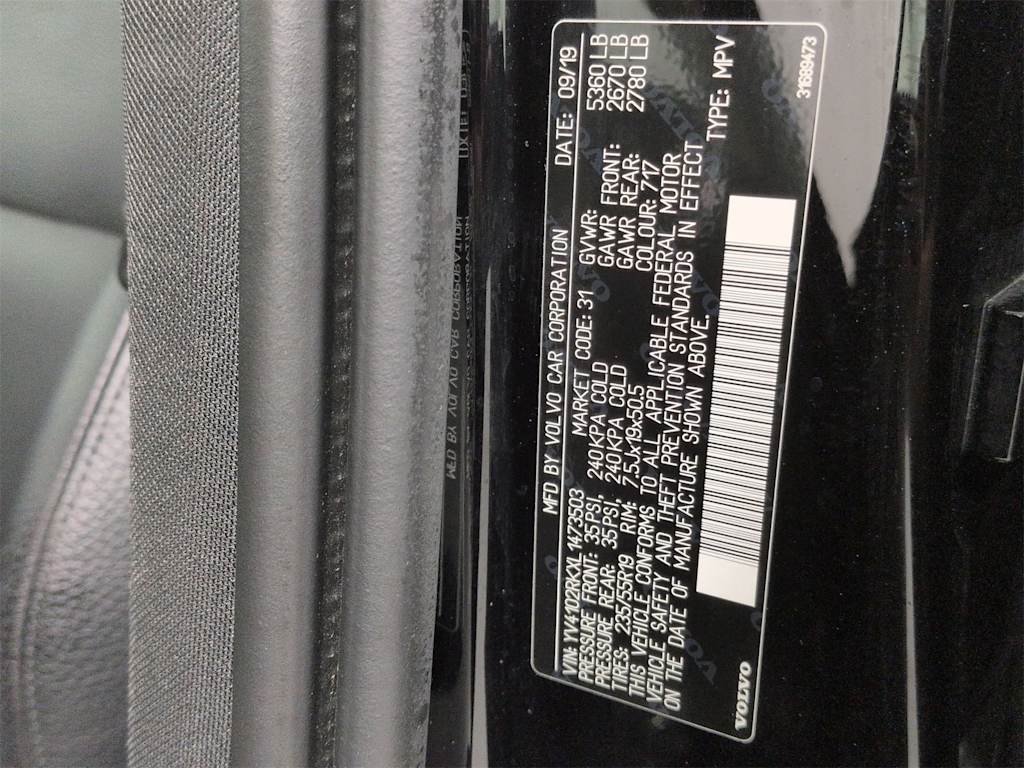 MFD BY VOLVO CAR CORPORATION DATE: 09/19
VIN: YV4102RKXL1473503 MARKET CODE: 31 GVWR: 5360 LB
PRESSURE FRONT: 35PSI, 240KPA COLD GAWR FRONT: 2670 LB
PRESSURE REAR: 35PSI, 240KPA COLD GAWR REAR: 2780 LB
TIRES: 235/55R19 RIM: 7.5Jx19x50.5 COLOUR: 717
THIS VEHICLE CONFORMS TO ALL APPLICABLE FEDERAL MOTOR
VEHICLE SAFETY AND THEFT PREVENTION STANDARDS IN EFFECT
ON THE DATE OF MANUFACTURE SHOWN ABOVE. TYPE: MPV
VOLVO 31689473